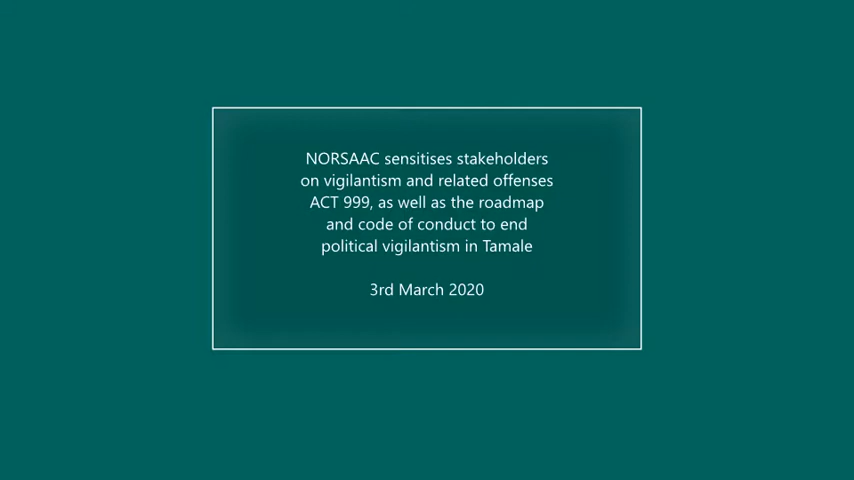 NORSAAC sensitises stakeholders
on vigilantism and related offenses
ACT 999, as well as the roadmap
and code of conduct to end
political vigilantism in Tamale
3rd March 2020